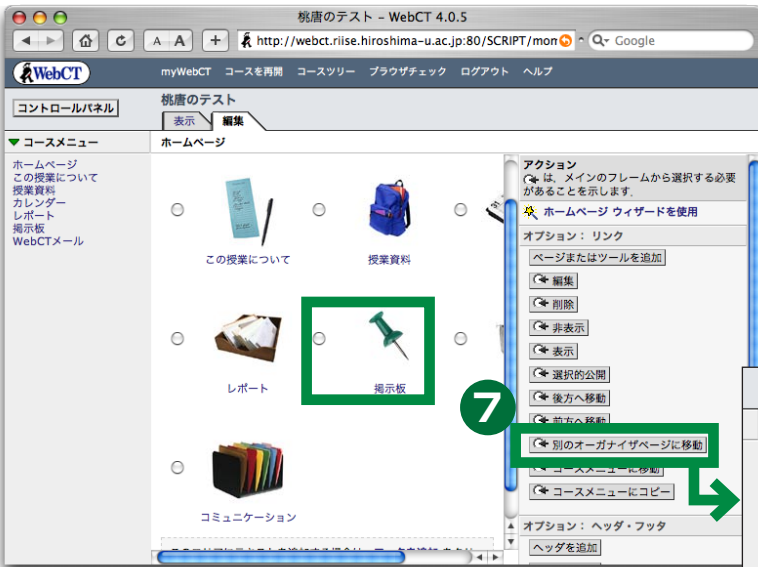 桃唐のテスト – WebCT 4.0.5
A A + http://webct.riise.hiroshima-u.ac.jp:80/SCRIPT/mom Q Google
WebCT myWebCT コースを再開 コースツリー ブラウザチェック ログアウト ヘルプ
コントロールパネル
桃唐のテスト
表示 編集
コースメニュー
ホームページ
この授業について
授業資料
カレンダー
レポート
掲示板
WebCTメール
ホームページ
この授業について 授業資料
レポート 掲示板
コミュニケーション
7
アクション
は、メインのフレームから選択する必要
があることを示します.
ホームページ ウィザードを使用
オプション： リンク
ページまたはツールを追加
編集
削除
非表示
表示
選択的公開
後方へ移動
前方へ移動
別のオーガナイザページに移動
コースメニューに移動
コースメニューにコピー
オプション： ヘッダ・フッタ
ヘッダを追加